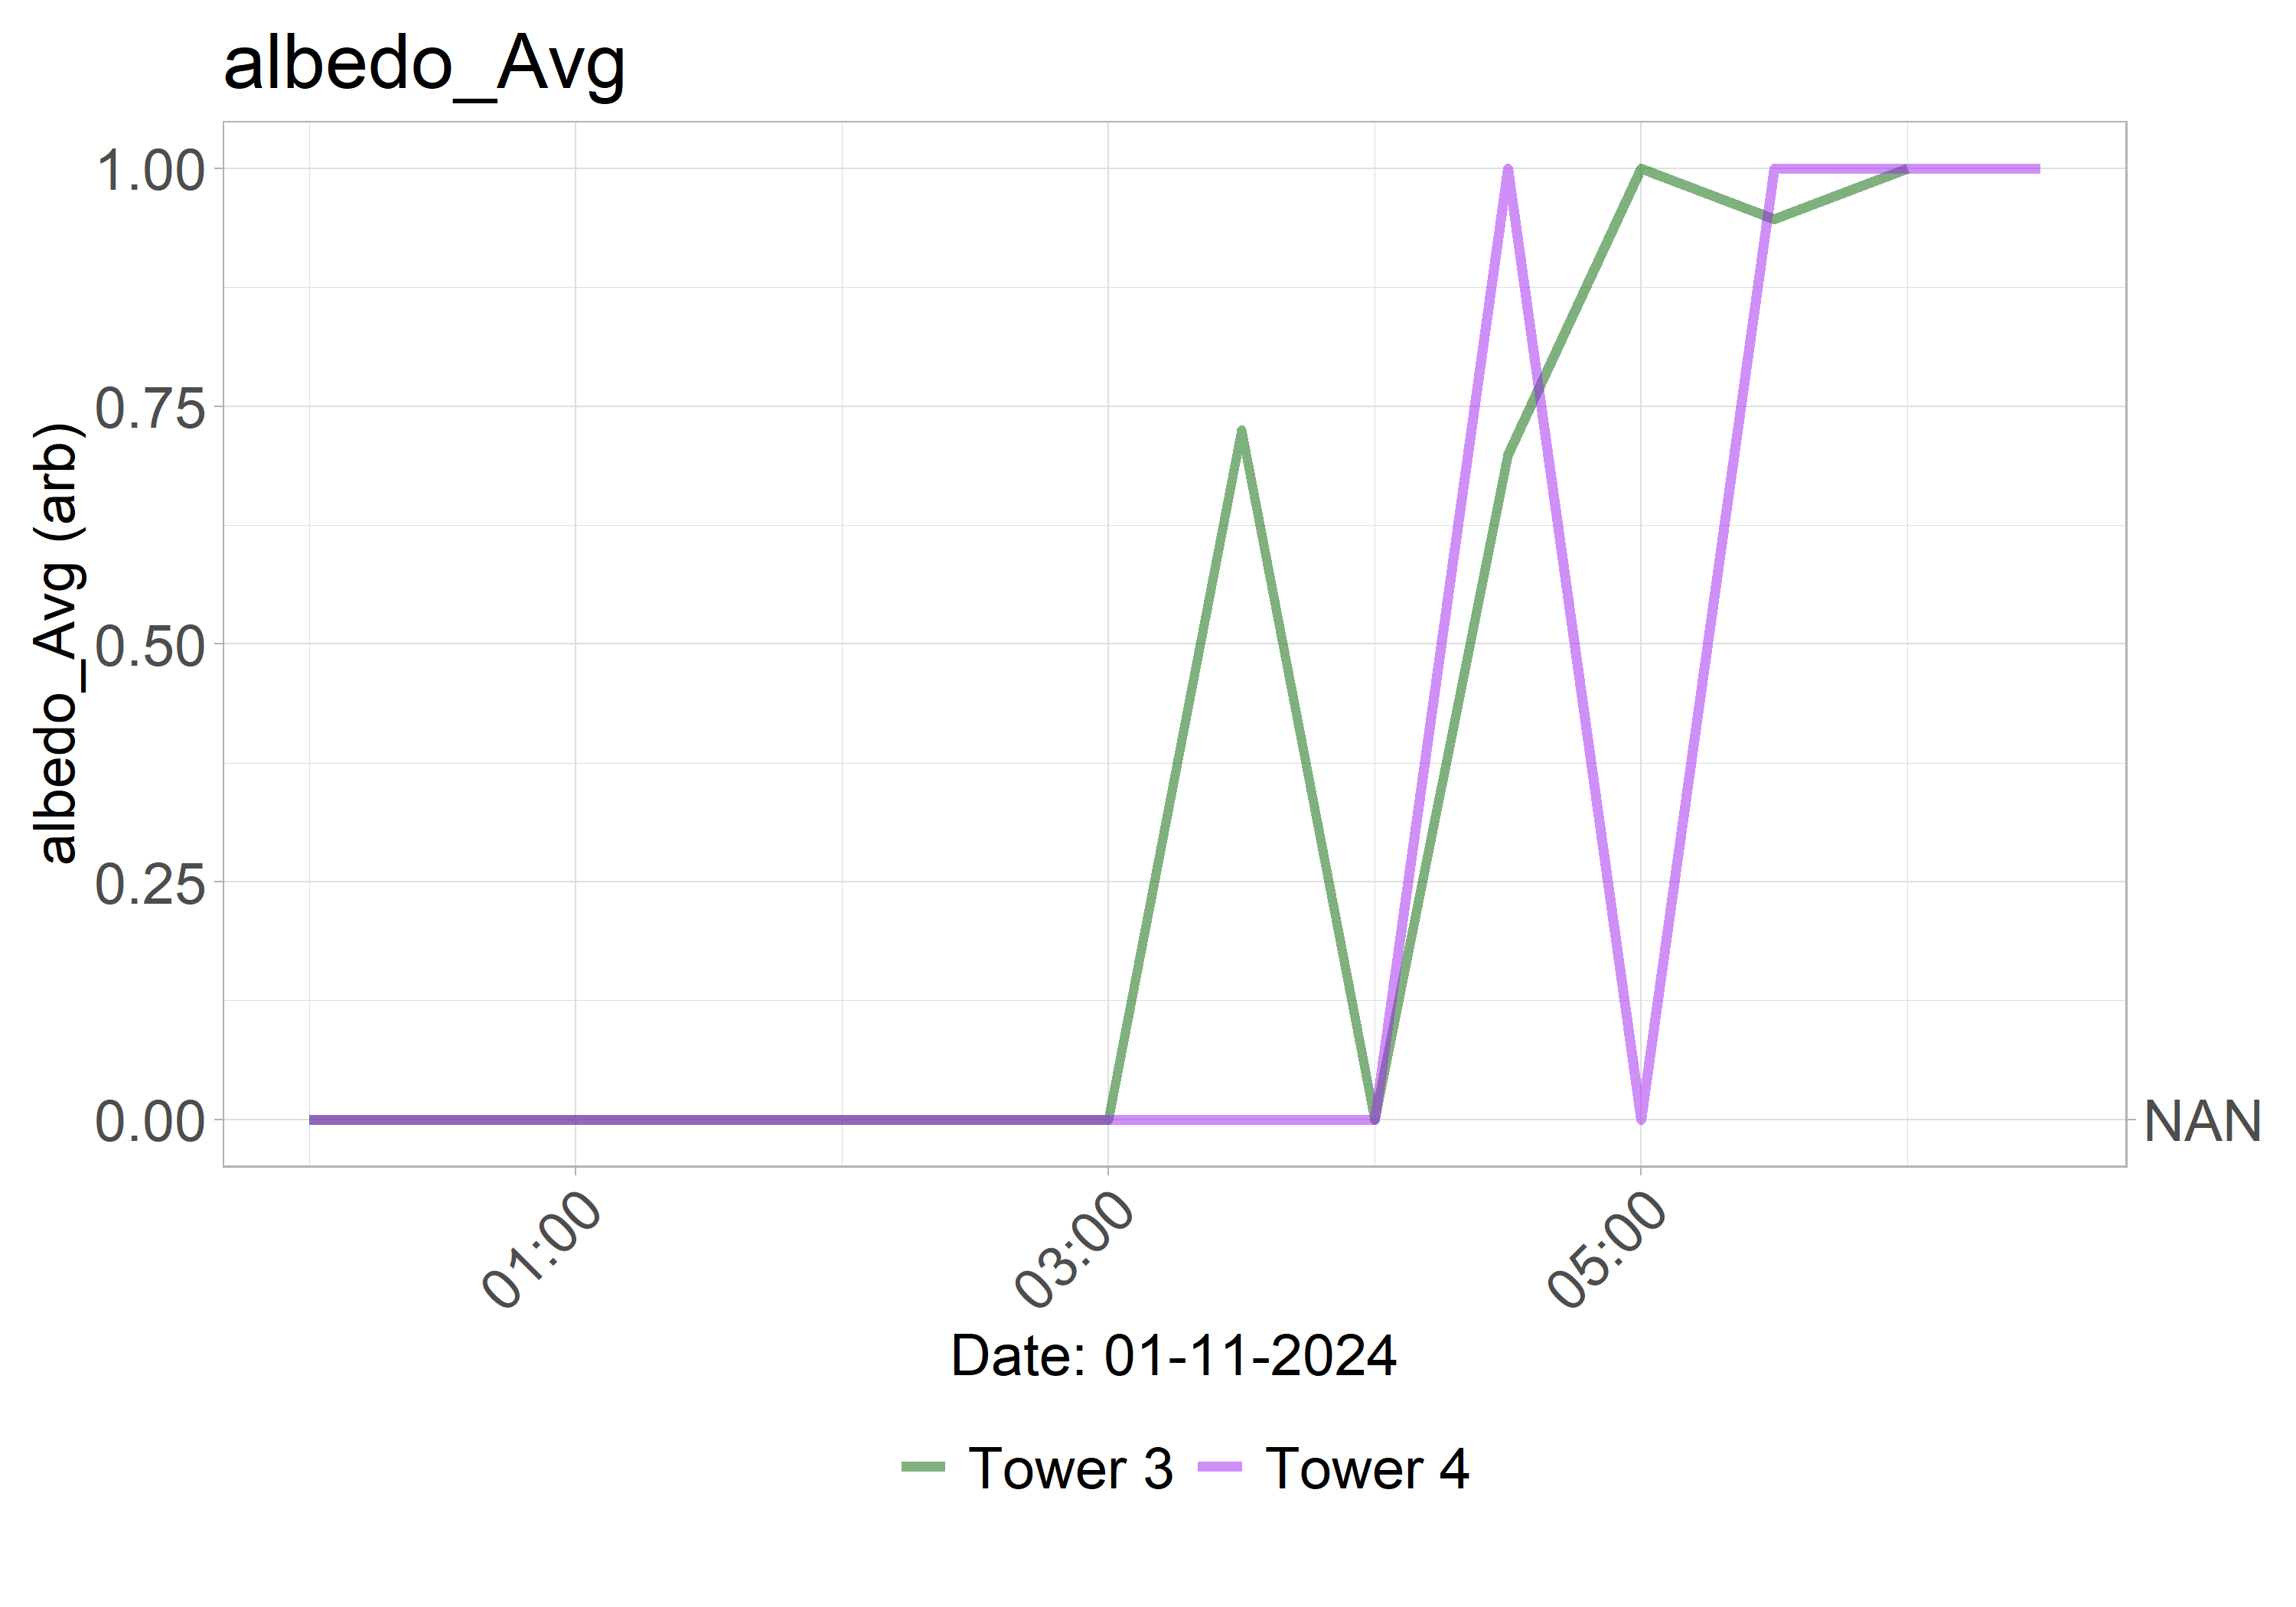 albedo_Avg
albedo_Avg (arb)
1.00
0.75
0.50
0.25
0.00
NAN
01:00
03:00
05:00
Date: 01-11-2024
Tower 3
Tower 4